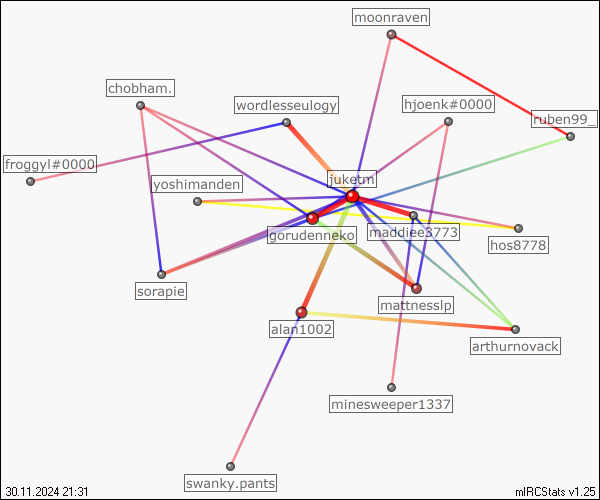 moonraven
chobham.
wordlesseulogy
hjoenk#0000
ruben99_
froggyl#0000
yoshimanden
juketm
gorudenneko
maddiee3773
hos8778
sorapie
mattnesslp
alan1002
arthurnovack
minesweeper1337
swanky.pants
30.11.2024 21:31
mIRCStats v1.25